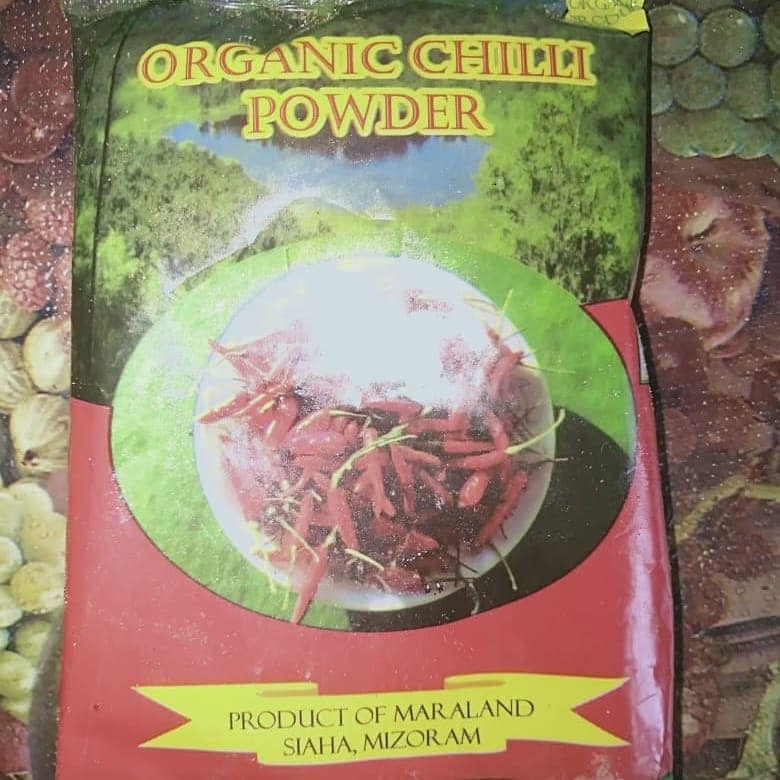 ORGANIC CHILLI
POWDER
PRODUCT OF MARALAND
SIAHA, MIZORAM